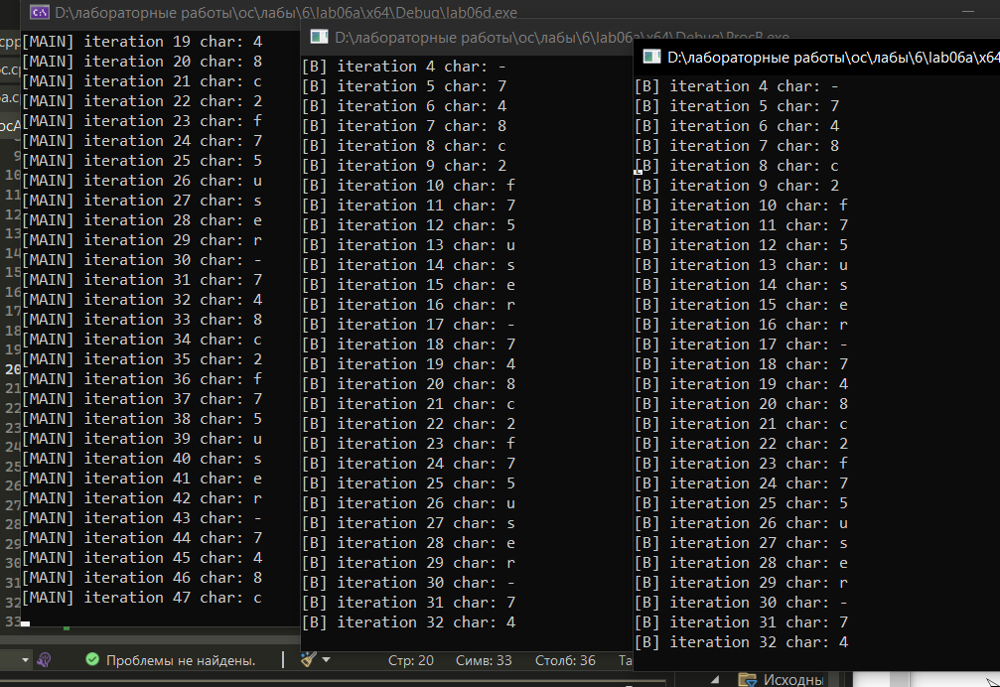 D:\лабораторные работы\ос\лабы\6\lab06a\x64\Debug\lab06d.exe
[MAIN] iteration 19 char: 4
[MAIN] iteration 20 char: 8
[MAIN] iteration 21 char: c
[MAIN] iteration 22 char: 2
[MAIN] iteration 23 char: f
[MAIN] iteration 24 char: 7
[MAIN] iteration 25 char: 5
[MAIN] iteration 26 char: u
[MAIN] iteration 27 char: s
[MAIN] iteration 28 char: e
[MAIN] iteration 29 char: r
[MAIN] iteration 30 char: -
[MAIN] iteration 31 char: 7
[MAIN] iteration 32 char: 4
[MAIN] iteration 33 char: 8
[MAIN] iteration 34 char: c
[MAIN] iteration 35 char: 2
[MAIN] iteration 36 char: f
[MAIN] iteration 37 char: 7
[MAIN] iteration 38 char: 5
[MAIN] iteration 39 char: u
[MAIN] iteration 40 char: s
[MAIN] iteration 41 char: e
[MAIN] iteration 42 char: r
[MAIN] iteration 43 char: -
[MAIN] iteration 44 char: 7
[MAIN] iteration 45 char: 4
[MAIN] iteration 46 char: 8
[MAIN] iteration 47 char: c
D:\лабораторные работы\ос\лабы\6\lab06a\x64\Debug\ProcB.exe
[B] iteration 4 char: -
[B] iteration 5 char: 7
[B] iteration 6 char: 4
[B] iteration 7 char: 8
[B] iteration 8 char: c
[B] iteration 9 char: 2
[B] iteration 10 char: f
[B] iteration 11 char: 7
[B] iteration 12 char: 5
[B] iteration 13 char: u
[B] iteration 14 char: s
[B] iteration 15 char: e
[B] iteration 16 char: r
[B] iteration 17 char: -
[B] iteration 18 char: 7
[B] iteration 19 char: 4
[B] iteration 20 char: 8
[B] iteration 21 char: c
[B] iteration 22 char: 2
[B] iteration 23 char: f
[B] iteration 24 char: 7
[B] iteration 25 char: 5
[B] iteration 26 char: u
[B] iteration 27 char: s
[B] iteration 28 char: e
[B] iteration 29 char: r
[B] iteration 30 char: -
[B] iteration 31 char: 7
[B] iteration 32 char: 4
D:\лабораторные работы\ос\лабы\6\lab06a\x64
[B] iteration 4 char: -
[B] iteration 5 char: 7
[B] iteration 6 char: 4
[B] iteration 7 char: 8
[B] iteration 8 char: c
[B] iteration 9 char: 2
[B] iteration 10 char: f
[B] iteration 11 char: 7
[B] iteration 12 char: 5
[B] iteration 13 char: u
[B] iteration 14 char: s
[B] iteration 15 char: e
[B] iteration 16 char: r
[B] iteration 17 char: -
[B] iteration 18 char: 7
[B] iteration 19 char: 4
[B] iteration 20 char: 8
[B] iteration 21 char: c
[B] iteration 22 char: 2
[B] iteration 23 char: f
[B] iteration 24 char: 7
[B] iteration 25 char: 5
[B] iteration 26 char: u
[B] iteration 27 char: s
[B] iteration 28 char: e
[B] iteration 29 char: r
[B] iteration 30 char: -
[B] iteration 31 char: 7
[B] iteration 32 char: 4
Проблемы не найдены. Стр: 20 Симв: 33 Столб: 36 Та
Исходны